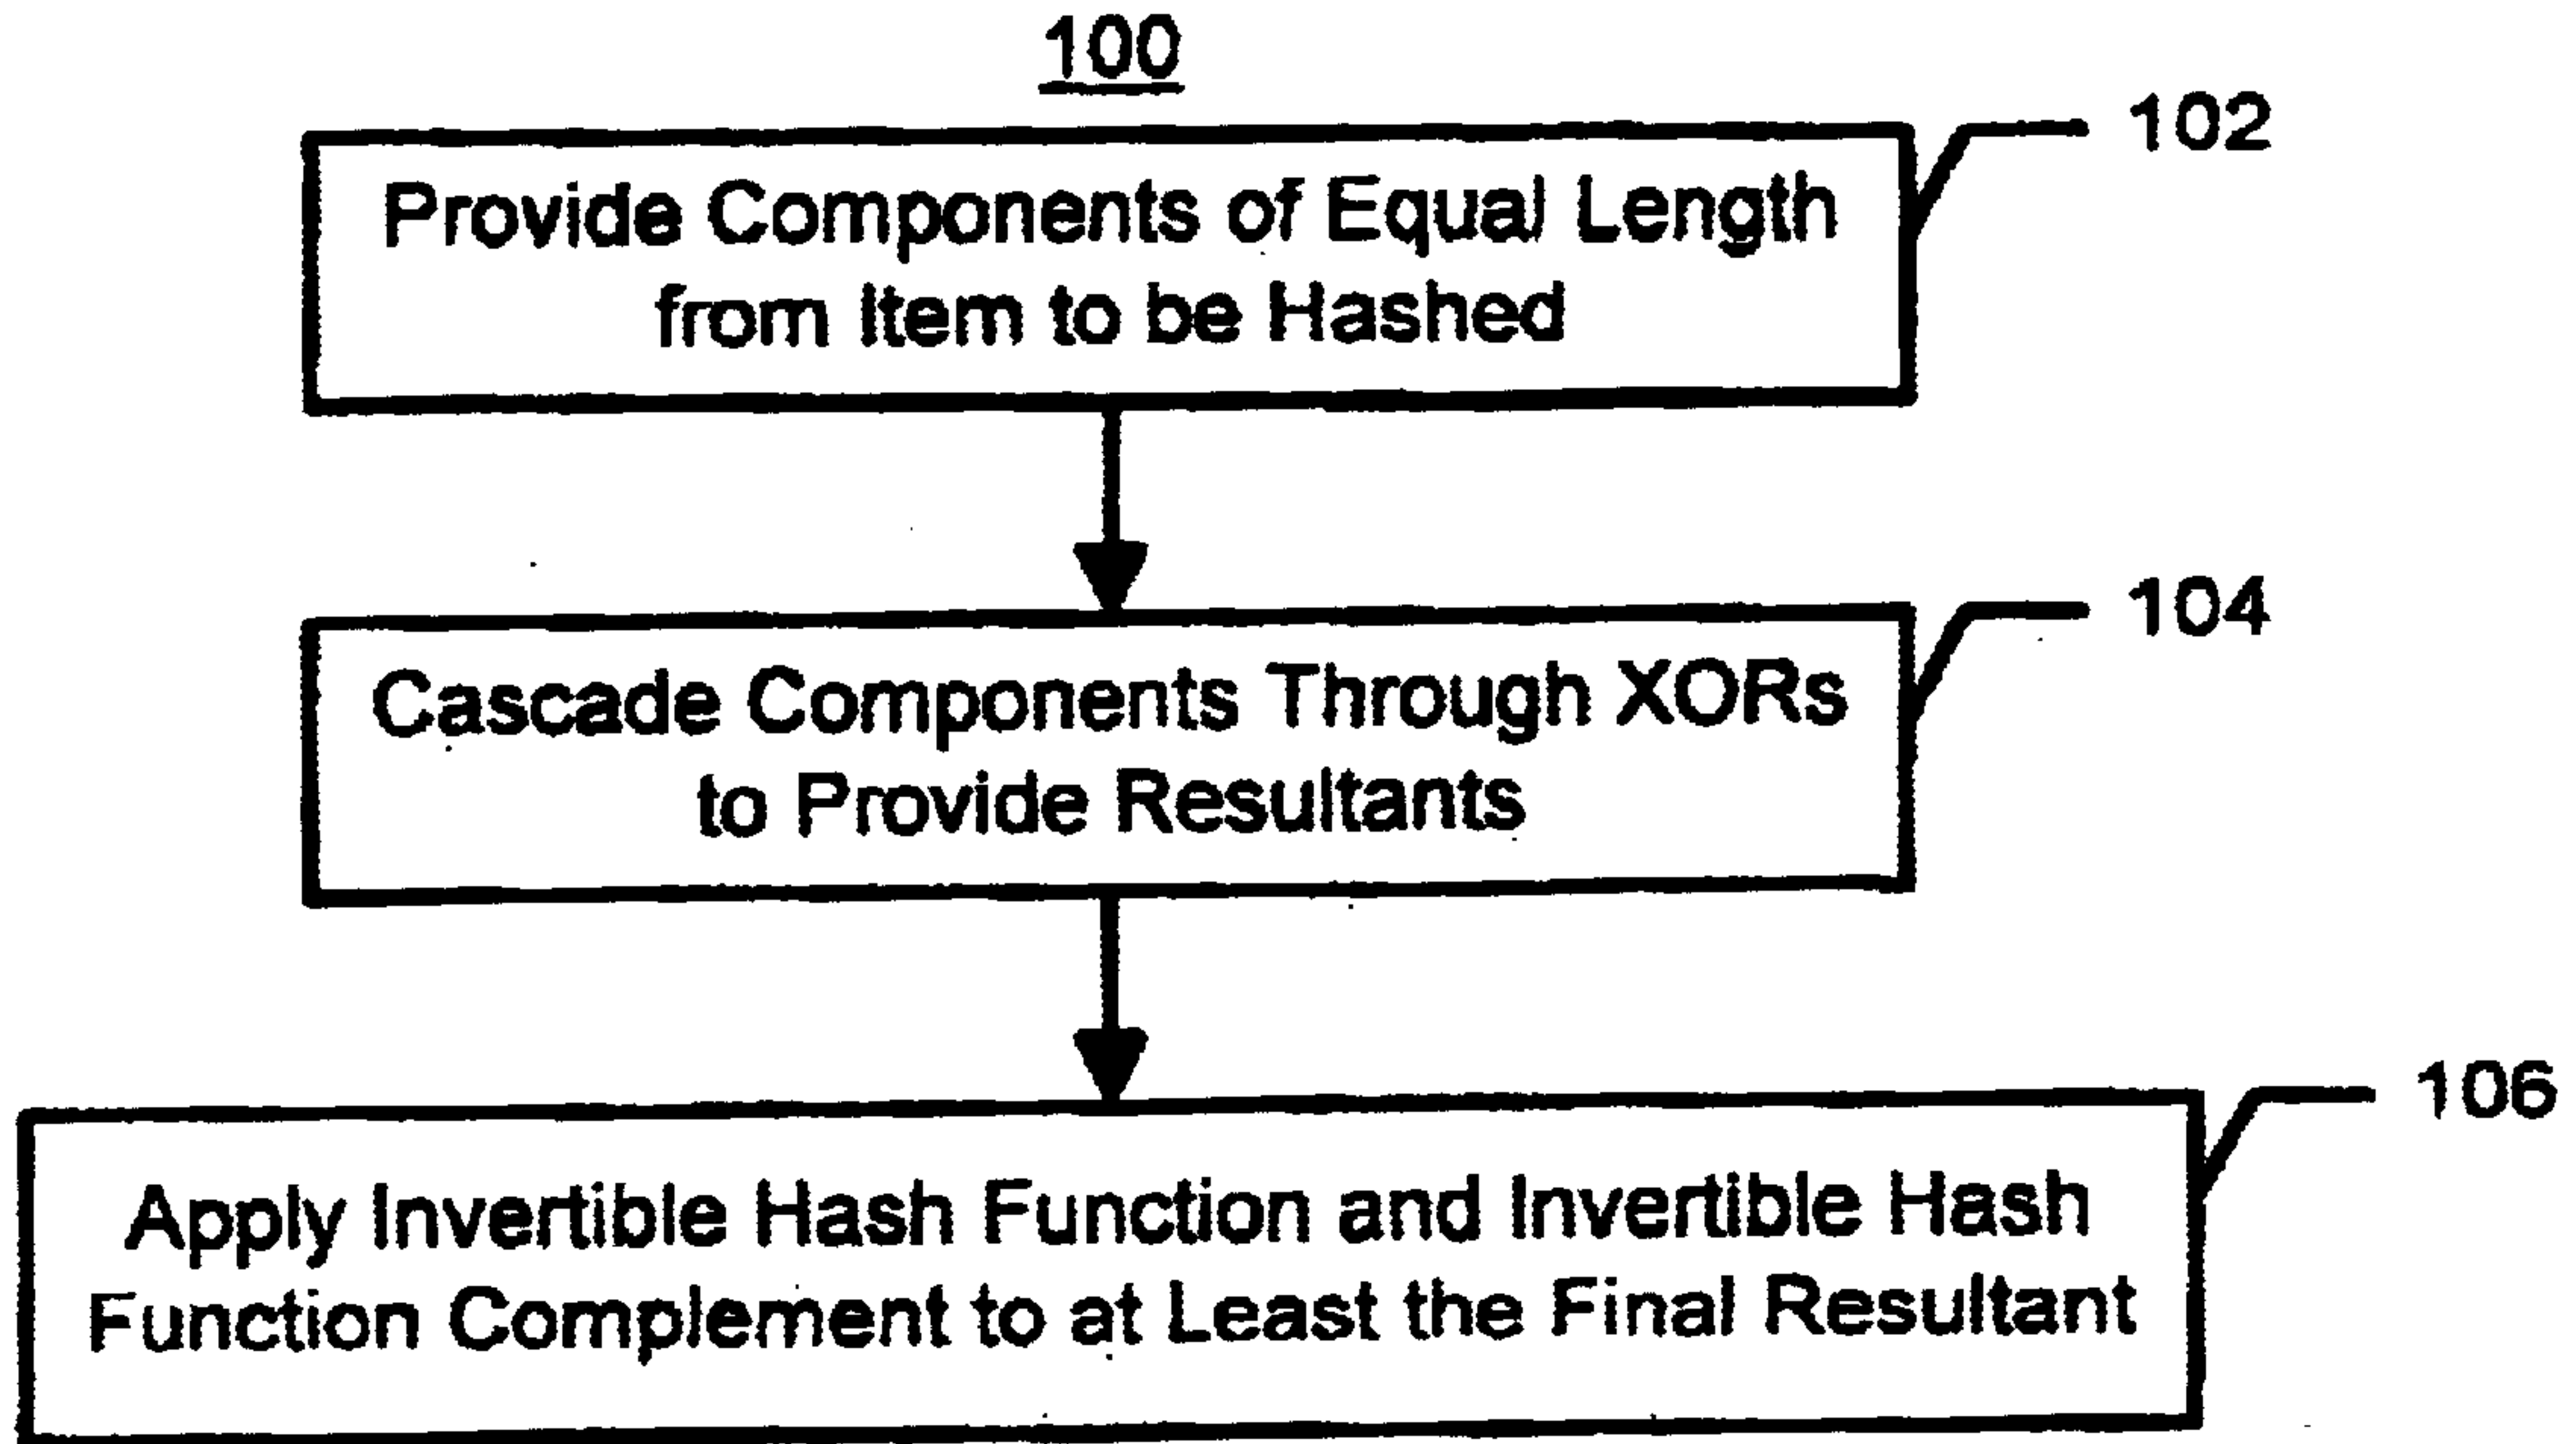 100
102
Provide Components of Equal Length
from Item to be Hashed
104
Cascade Components Through XORs
to Provide Resultants
106
Apply Invertible Hash Function and Invertible Hash
Function Complement to at Least the Final Resultant